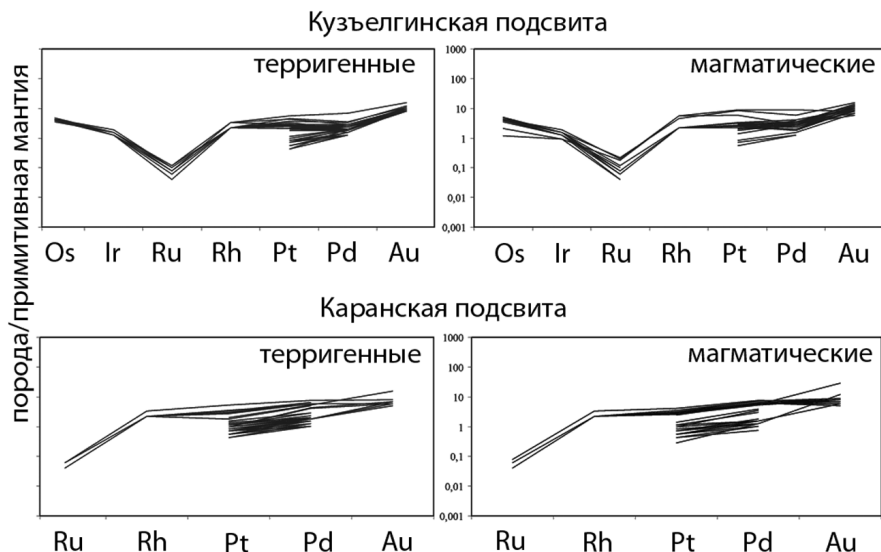 Кузъелгинская подсвита
терригенные
магматические
1000
100
10
1
0,1
0,01
0,001
Os Ir Ru Rh Pt Pd Au
Os Ir Ru Rh Pt Pd Au
порода/примитивная мантия
Каранская подсвита
терригенные
магматические
1000
100
10
1
0,1
0,01
0,001
Ru Rh Pt Pd Au
Ru Rh Pt Pd Au